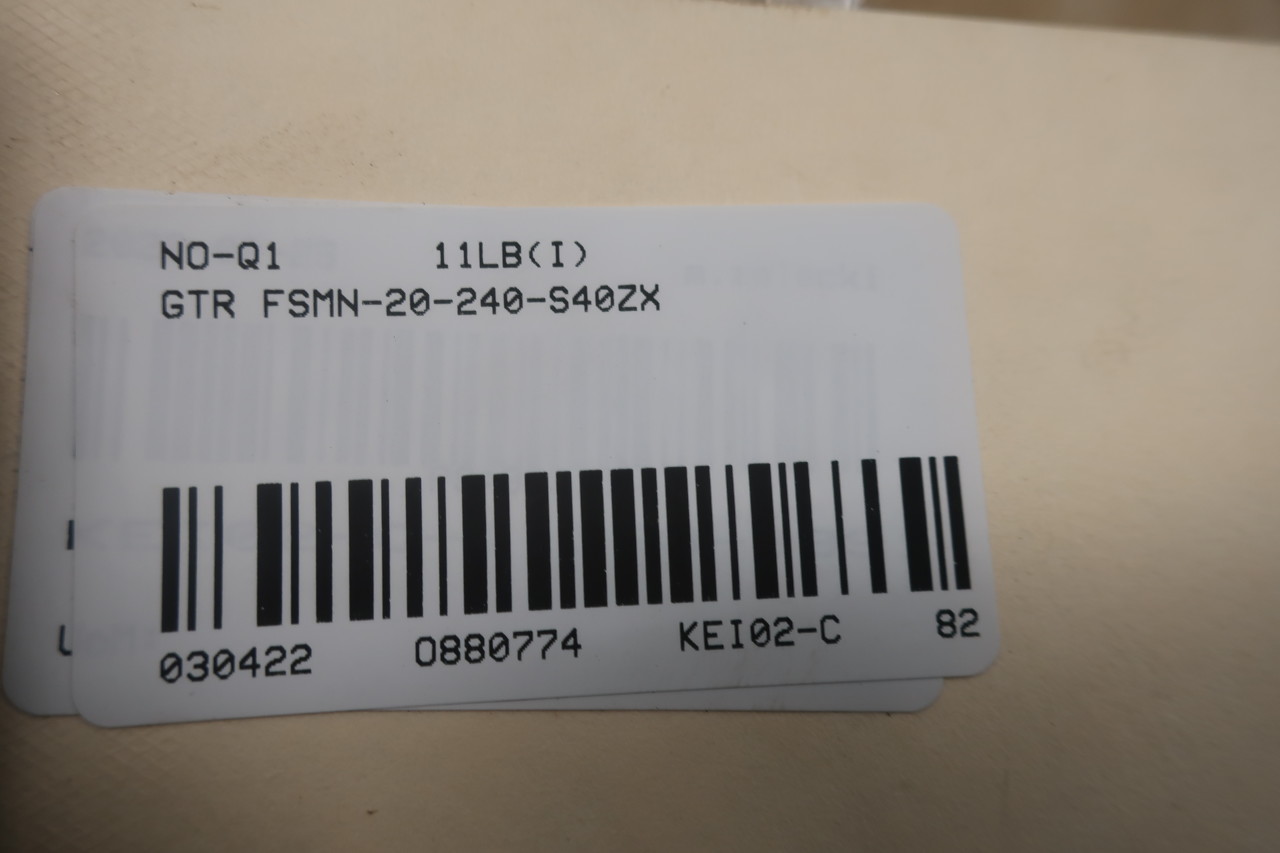 NO-Q1 11LB(I)
GTR FSMN-20-240-S40ZX
030422 0880774 KEI02-C 82